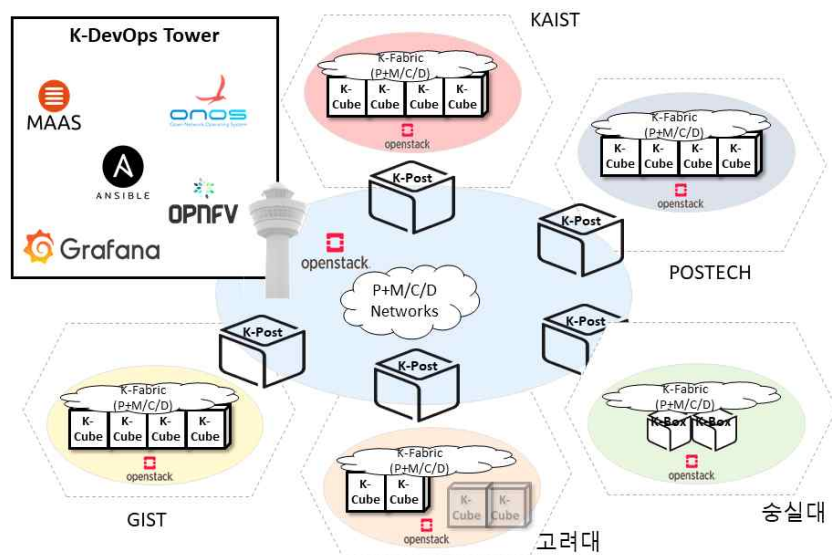 K-DevOps Tower
MAAS
onos
Open Network Operating System
ANSIBLE
OPNFV
Grafana
KAIST
K-Fabric
(P+M/C/D)
K-Cube K-Cube K-Cube K-Cube
openstack
K-Post
POSTECH
K-Fabric
(P+M/C/D)
K-Cube K-Cube K-Cube K-Cube
openstack
K-Post
openstack
P+M/C/D
Networks
K-Post
K-Post
K-Post
GIST
K-Fabric
(P+M/C/D)
K-Cube K-Cube K-Cube K-Cube
openstack
고려대
K-Fabric
(P+M/C/D)
K-Cube K-Cube
K-Cube K-Cube
openstack
숭실대
K-Fabric
(P+M/C/D)
K-Box K-Box
openstack